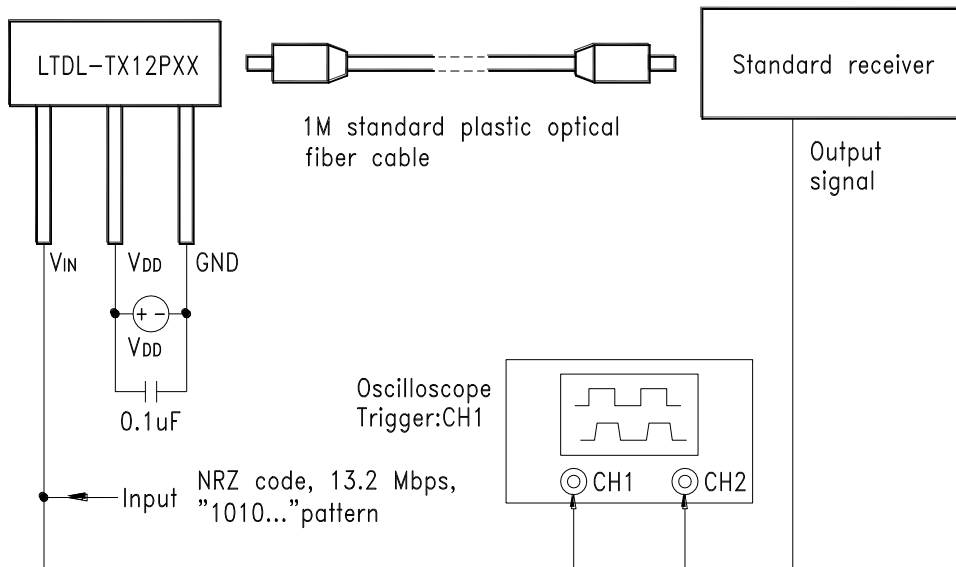 LTDL-TX12PXX
Standard receiver
1M standard plastic optical
fiber cable
Output
signal
VIN
VDD
GND
+ -
VDD
0.1uF
Oscilloscope
Trigger:CH1
CH1
CH2
Input
NRZ code, 13.2 Mbps,
"1010..."pattern